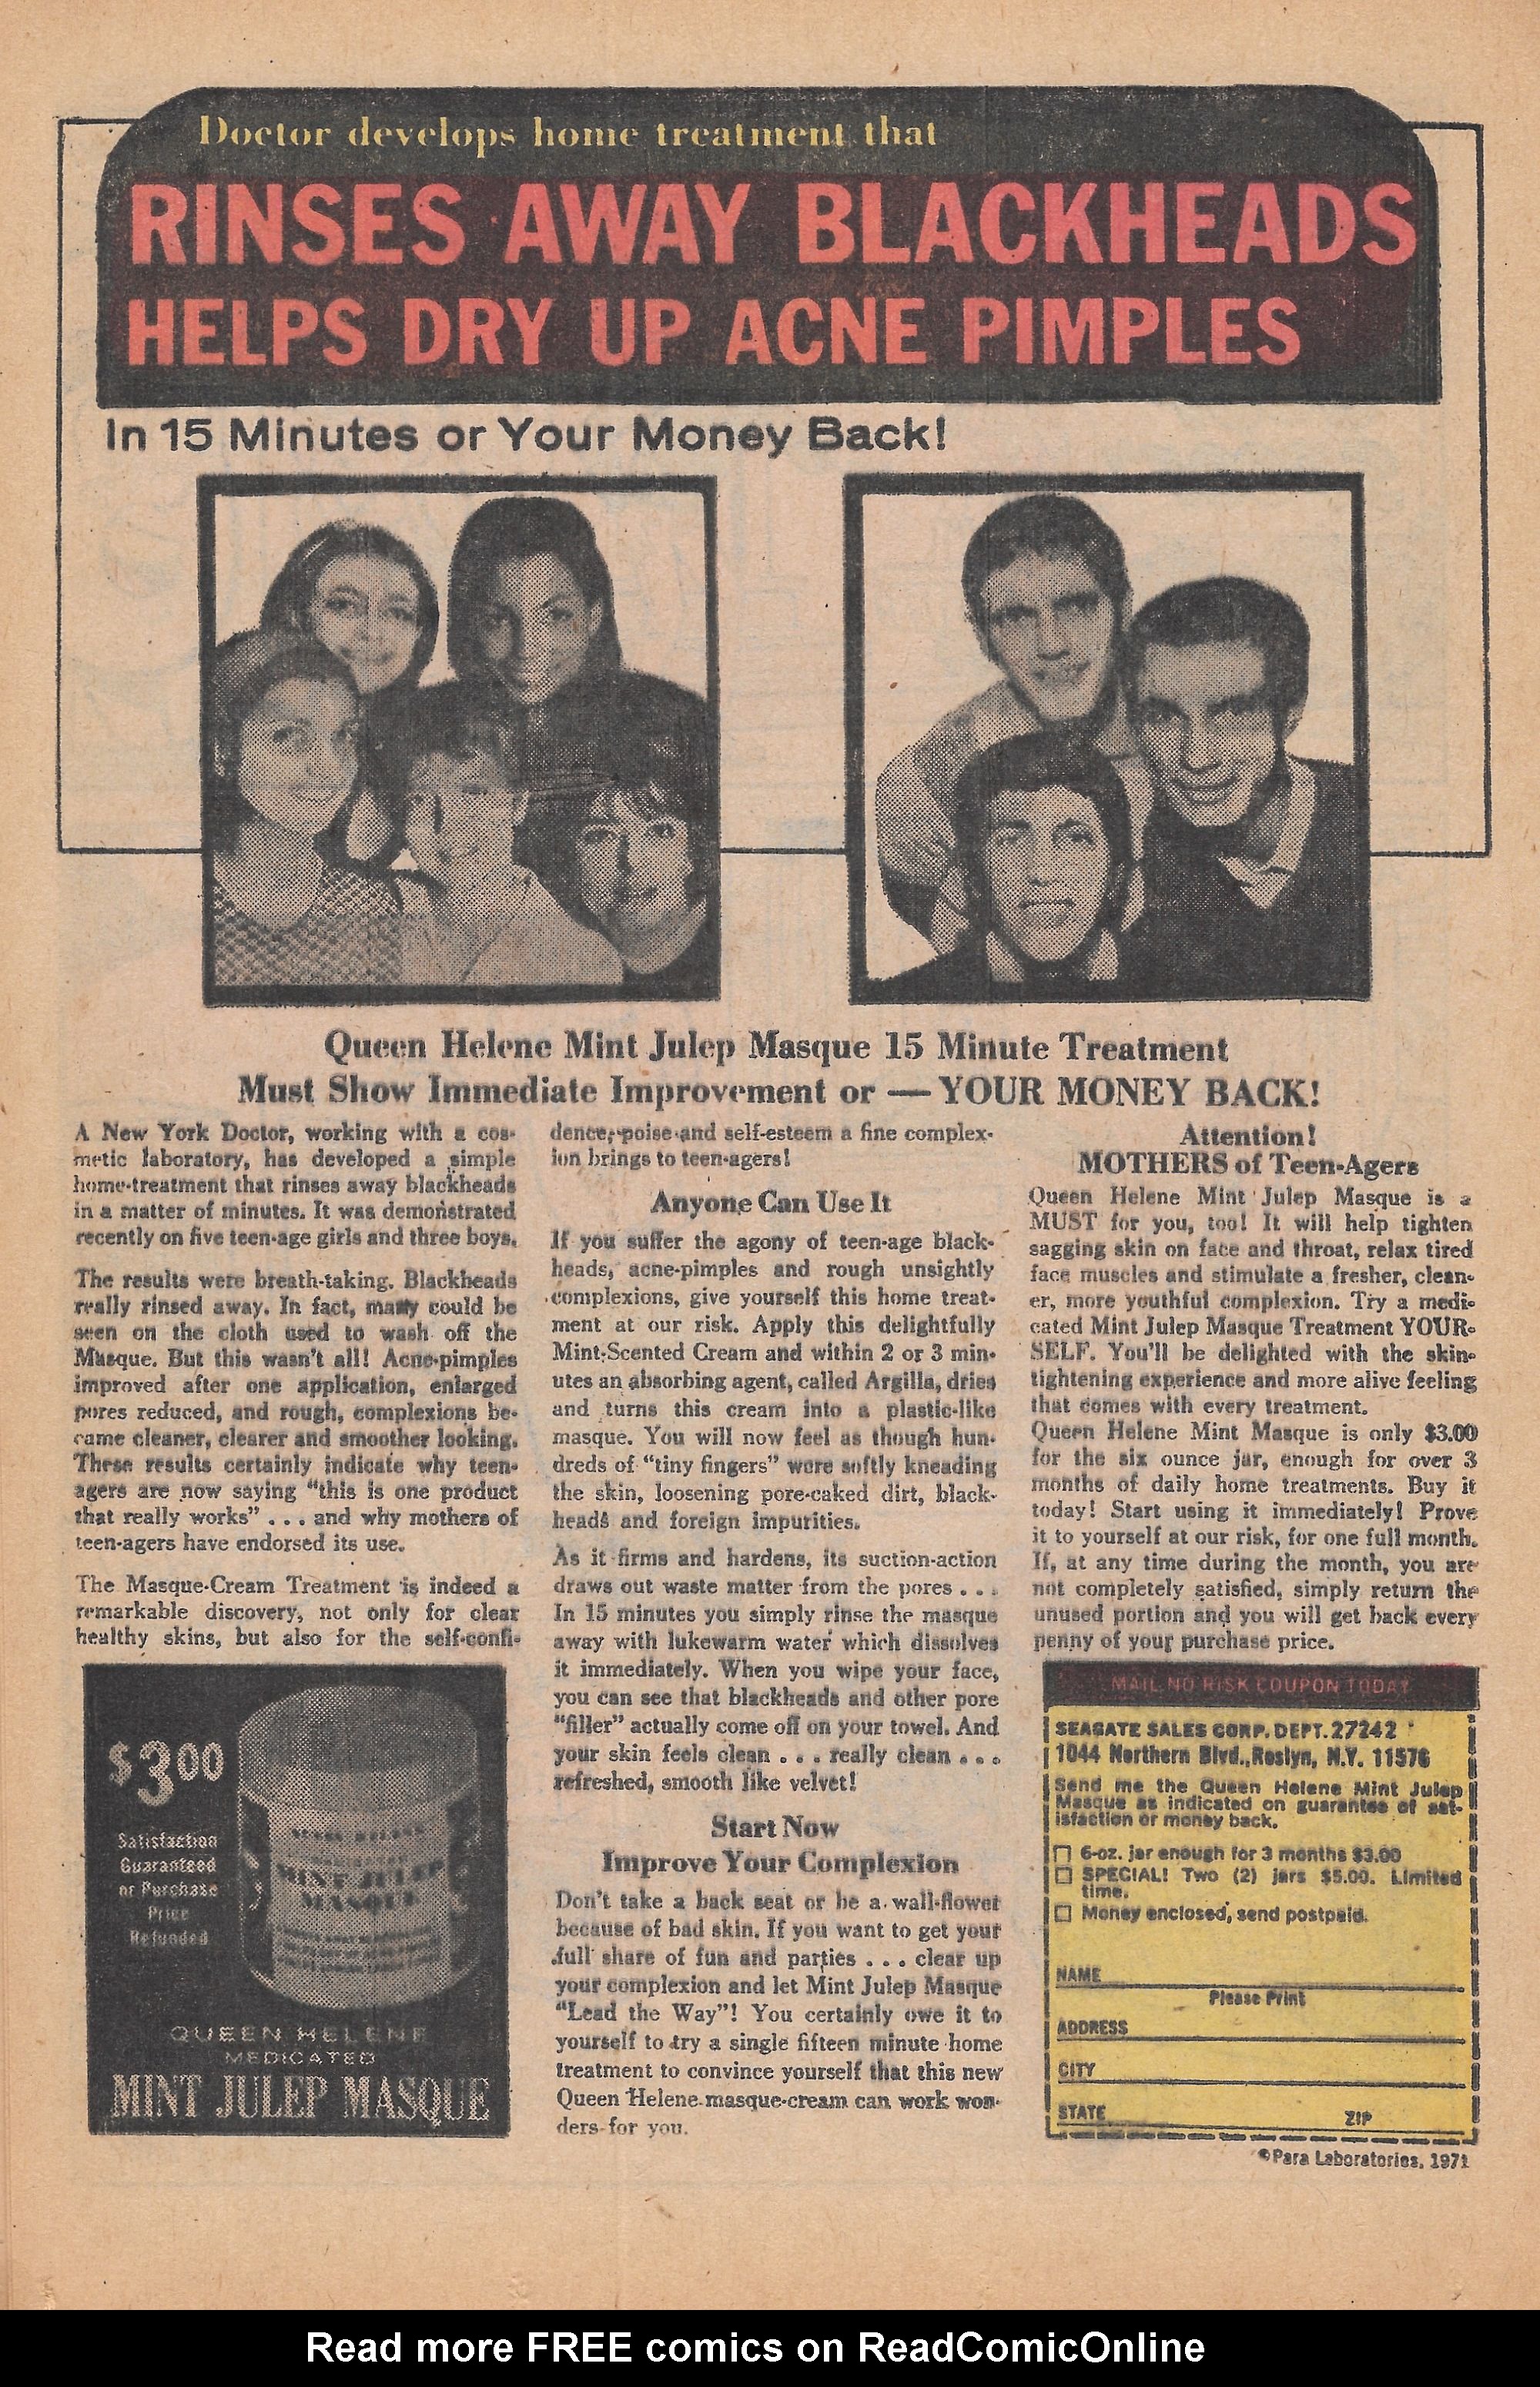 Doctor develops home treatment that
RINSES AWAY BLACKHEADS
HELPS DRY UP ACNE PIMPLES
In 15 Minutes or Your Money Back!
Queen Helene Mint Julep Masque 15 Minute Treatment
Must Show Immediate Improvement or — YOUR MONEY BACK!
A New York Doctor, working with a cos-
metic laboratory, has developed a simple
home-treatment that rinses away blackheads
in a matter of minutes. It was demonstrated
recently on five teen-age girls and three boys.
The results were breath-taking. Blackheads
really rinsed away. In fact, many could be
seen on the cloth used to wash off the
Masque. But this wasn't all! Acne-pimples
improved after one application, enlarged
pores reduced, and rough, complexions be-
came cleaner, clearer and smoother looking.
These results certainly indicate why teen-
agers are now saying "this is one product
that really works" . . . and why mothers of
teen-agers have endorsed its use.
The Masque-Cream Treatment is indeed a
remarkable discovery, not only for clear
healthy skins, but also for the self-confi-
$3.00
Satisfaction
Guaranteed
or Purchase
Price
Refunded
MINT JULEP
MASQUE
QUEEN HELENE
MEDICATED
MINT JULEP MASQUE
dence, poise and self-esteem a fine complex-
ion brings to teen-agers!
Anyone Can Use It
If you suffer the agony of teen-age black-
heads, acne-pimples and rough unsightly
complexions, give yourself this home treat-
ment at our risk. Apply this delightfully
Mint-Scented Cream and within 2 or 3 min-
utes an absorbing agent, called Argilla, dries
and turns this cream into a plastic-like
masque. You will now feel as though hun-
dreds of "tiny fingers" were softly kneading
the skin, loosening pore-caked dirt, black-
heads and foreign impurities.
As it firms and hardens, its suction-action
draws out waste matter from the pores . . .
In 15 minutes you simply rinse the masque
away with lukewarm water which dissolves
it immediately. When you wipe your face,
you can see that blackheads and other pore
"filler" actually come off on your towel. And
your skin feels clean . . . really clean . . .
refreshed, smooth like velvet!
Start Now
Improve Your Complexion
Don't take a back seat or be a wall-flower
because of bad skin. If you want to get your
full share of fun and parties . . . clear up
your complexion and let Mint Julep Masque
"Lead the Way"! You certainly owe it to
yourself to try a single fifteen minute home
treatment to convince yourself that this new
Queen Helene masque-cream can work won-
ders for you.
Attention!
MOTHERS of Teen-Agers
Queen Helene Mint Julep Masque is a
MUST for you, too! It will help tighten
sagging skin on face and throat, relax tired
face muscles and stimulate a fresher, clean-
er, more youthful complexion. Try a medi-
cated Mint Julep Masque Treatment YOUR-
SELF. You'll be delighted with the skin-
tightening experience and more alive feeling
that comes with every treatment.
Queen Helene Mint Masque is only $3.00
for the six ounce jar, enough for over 3
months of daily home treatments. Buy it
today! Start using it immediately! Prove
it to yourself at our risk, for one full month.
If, at any time during the month, you are
not completely satisfied, simply return the
unused portion and you will get back every
penny of your purchase price.
MAIL NO RISK COUPON TODAY
SEAGATE SALES CORP. DEPT. 27242
1044 Northern Blvd., Roslyn, N.Y. 11576
Send me the Queen Helene Mint Julep
Masque as indicated on guarantee of sat-
isfaction or money back.
6-oz. jar enough for 3 months $3.00
SPECIAL! Two (2) jars $5.00. Limited
time.
Money enclosed, send postpaid.
NAME
Please Print
ADDRESS
CITY
STATE ZIP
©Para Laboratories, 1971
Read more FREE comics on ReadComicOnline